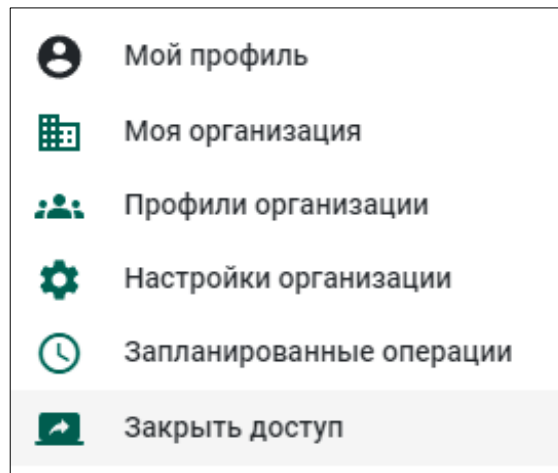 Мой профиль
Моя организация
Профили организации
Настройки организации
Запланированные операции
Закрыть доступ